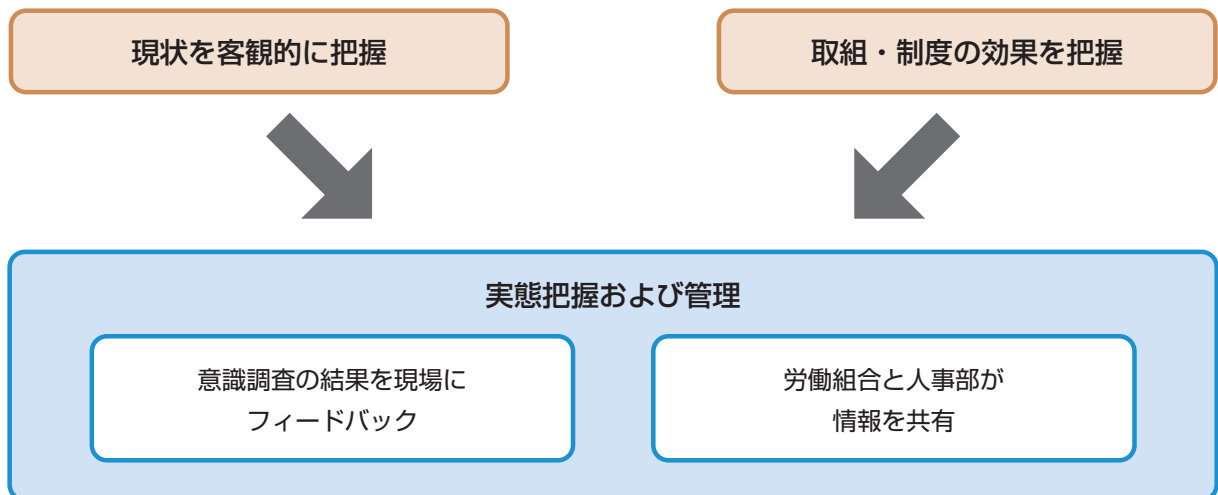 現状を客観的に把握
取組・制度の効果を把握
実態把握および管理
意識調査の結果を現場に
フィードバック
労働組合と人事部が
情報を共有